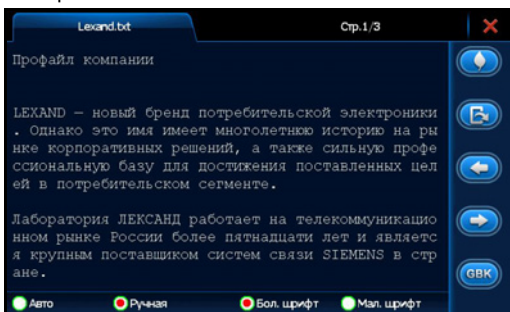 Lexand.txt Стр.1/3
Профайл компании
LEXAND — новый бренд потребительской электроники
. Однако это имя имеет многолетнюю историю на ры
нке корпоративных решений, а также сильную профе
ссиональную базу для достижения поставленных цел
ей в потребительском сегменте.
Лаборатория ЛЕКСАНД работает на телекоммуникацио
нном рынке России более пятнадцати лет и являетс
я крупным поставщиком систем связи SIEMENS в стр
ане.
GBK
Авто Ручная Бол. шрифт Мал. шрифт